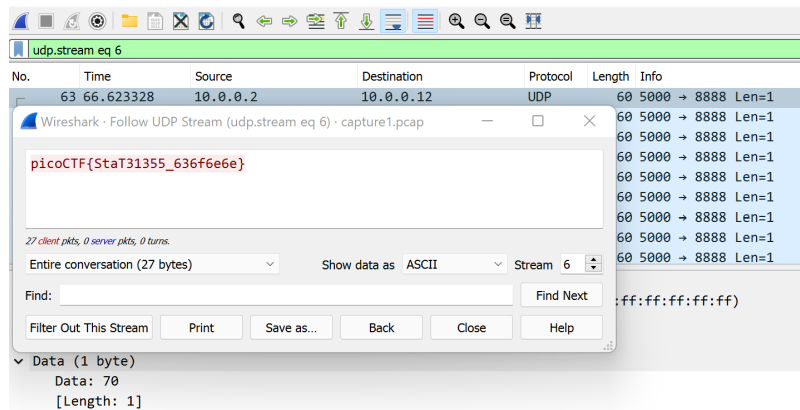 udp.stream eq 6
No. Time Source Destination Protocol Length Info
63 66.623328 10.0.0.2 10.0.0.12 UDP 60 5000 → 8888 Len=1
Wireshark · Follow UDP Stream (udp.stream eq 6) · capture1.pcap
60 5000 → 8888 Len=1
60 5000 → 8888 Len=1
60 5000 → 8888 Len=1
60 5000 → 8888 Len=1
60 5000 → 8888 Len=1
60 5000 → 8888 Len=1
60 5000 → 8888 Len=1
60 5000 → 8888 Len=1
picoCTF{StaT31355_636f6e6e}
27 client pkts, 0 server pkts, 0 turns.
Entire conversation (27 bytes) Show data as ASCII Stream 6
Find: Find Next
:ff:ff:ff:ff:ff)
Filter Out This Stream Print Save as... Back Close Help
Data (1 byte)
Data: 70
[Length: 1]